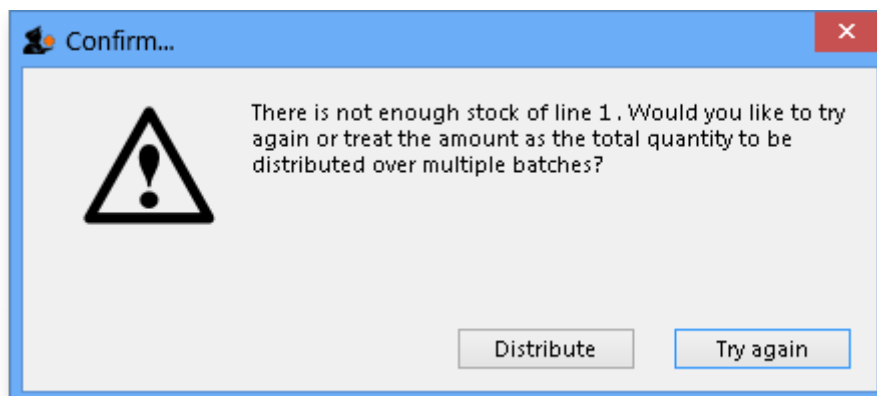 Confirm...
There is not enough stock of line 1 . Would you like to try
again or treat the amount as the total quantity to be
distributed over multiple batches?
Distribute
Try again